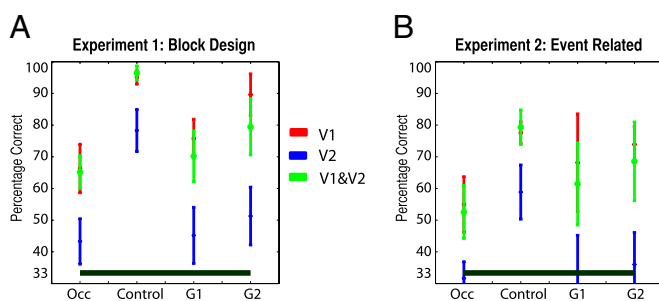 A
Experiment 1: Block Design
Percentage Correct
100
90
80
70
60
50
40
33
Occ Control G1 G2
V1
V2
V1&V2
B
Experiment 2: Event Related
Percentage Correct
100
80
70
60
50
40
33
Occ Control G1 G2